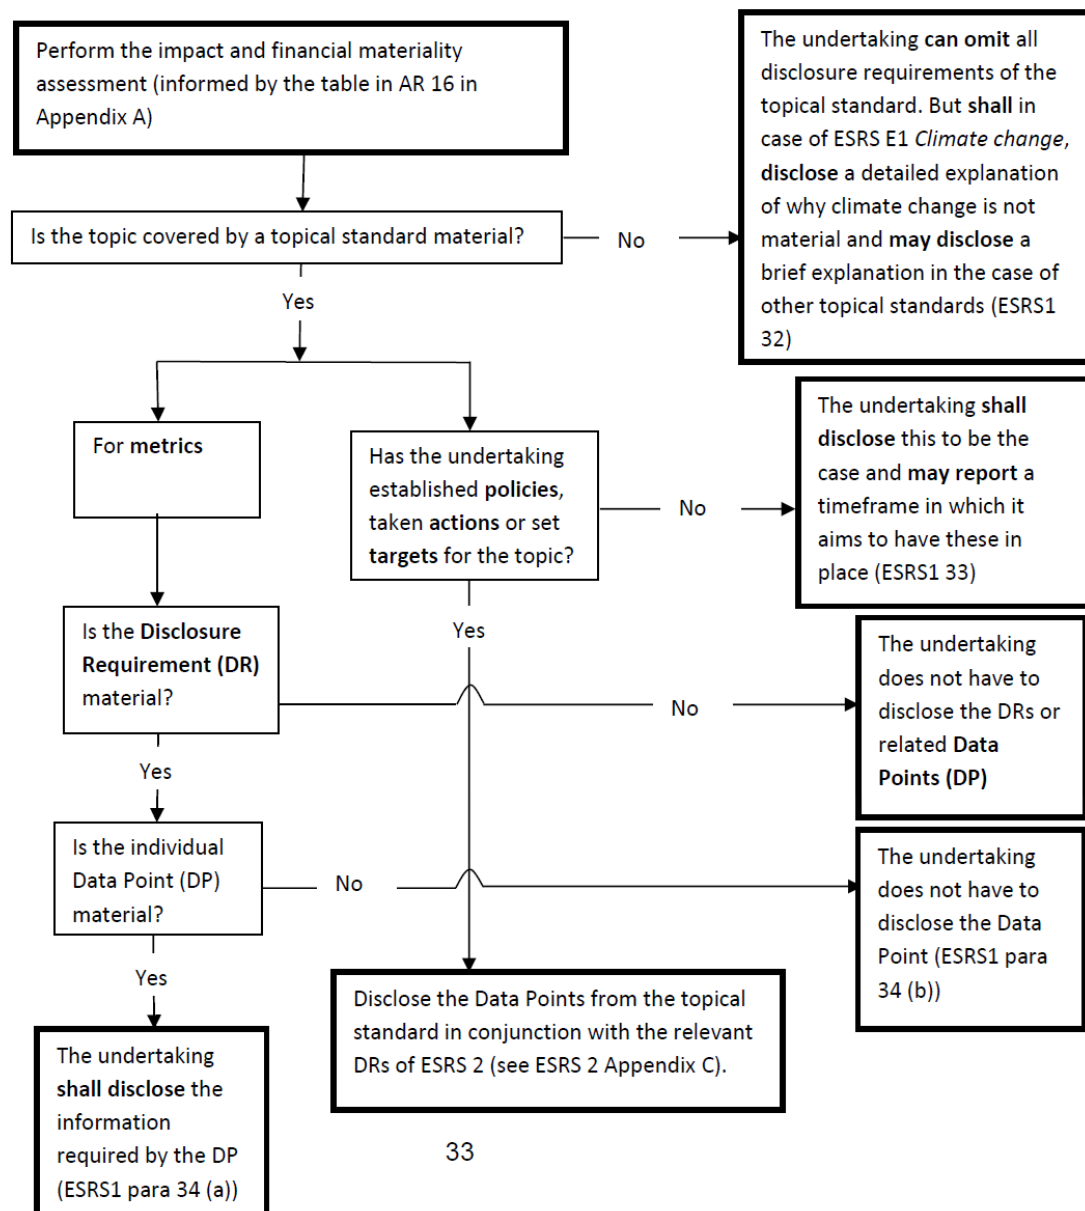 Perform the impact and financial materiality
assessment (informed by the table in AR 16 in
Appendix A)
The undertaking can omit all
disclosure requirements of the
topical standard. But shall in
case of ESRS E1 Climate change,
disclose a detailed explanation
of why climate change is not
material and may disclose a
brief explanation in the case of
other topical standards (ESRS1
32)
Is the topic covered by a topical standard material?
No
Yes
For metrics
Has the undertaking
established policies,
taken actions or set
targets for the topic?
No
The undertaking shall
disclose this to be the
case and may report a
timeframe in which it
aims to have these in
place (ESRS1 33)
Yes
Is the Disclosure
Requirement (DR)
material?
No
The undertaking
does not have to
disclose the DRs or
related Data
Points (DP)
Yes
Is the individual
Data Point (DP)
material?
No
The undertaking
does not have to
disclose the Data
Point (ESRS1 para
34 (b))
Yes
Disclose the Data Points from the topical
standard in conjunction with the relevant
DRs of ESRS 2 (see ESRS 2 Appendix C).
The undertaking
shall disclose the
information
required by the DP
(ESRS1 para 34 (a))
33